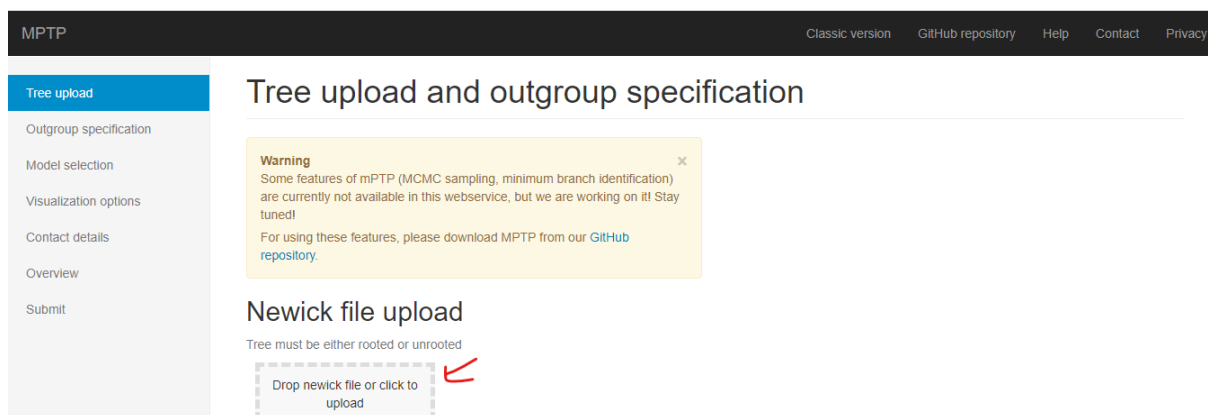 MPTP
Classic version GitHub repository Help Contact Privacy
Tree upload
Outgroup specification
Model selection
Visualization options
Contact details
Overview
Submit
Tree upload and outgroup specification
Warning ×
Some features of mPTP (MCMC sampling, minimum branch identification)
are currently not available in this webservice, but we are working on it! Stay
tuned!
For using these features, please download MPTP from our GitHub
repository.
Newick file upload
Tree must be either rooted or unrooted
Drop newick file or click to
upload